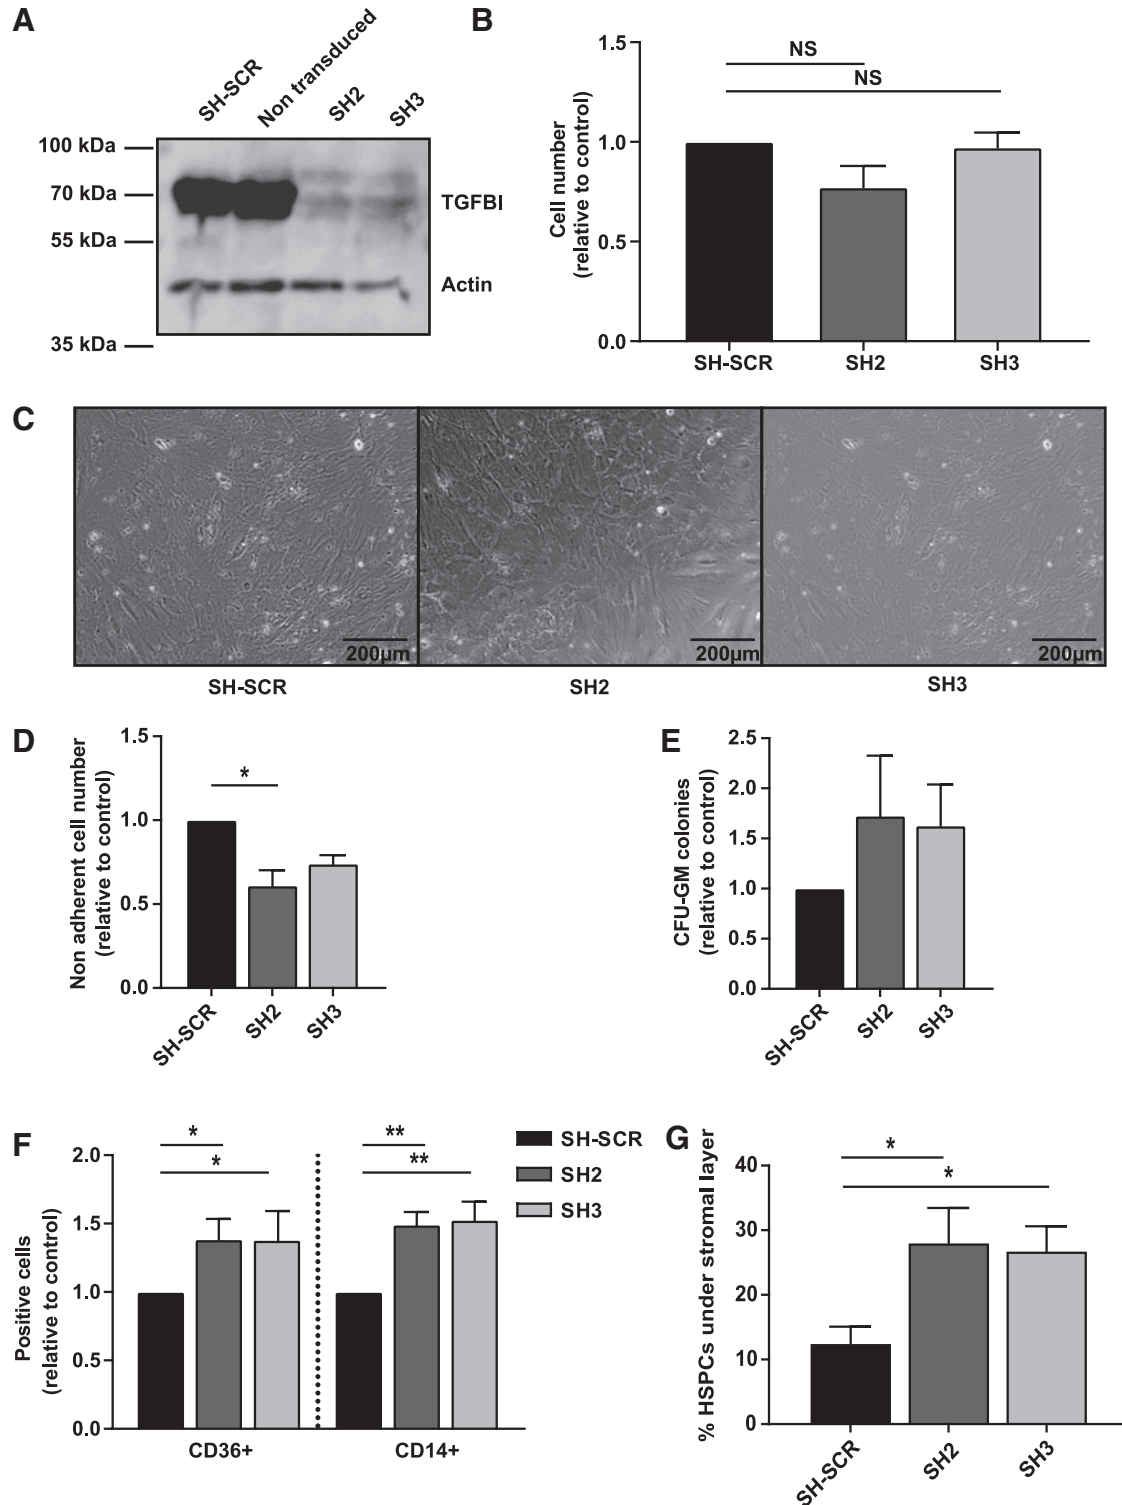 A
SH-SCR
Non transduced
SH2
SH3
100 kDa
70 kDa
55 kDa
35 kDa
TGFBI
Actin
B
Cell number
(relative to control)
1.5
1.0
0.5
0.0
NS
NS
SH-SCR
SH2
SH3
C
200µm
200µm
200µm
SH-SCR
SH2
SH3
D
Non adherent cell number
(relative to control)
1.5
1.0
0.5
0.0
*
SH-SCR
SH2
SH3
E
CFU-GM colonies
(relative to control)
2.5
2.0
1.5
1.0
0.5
0.0
SH-SCR
SH2
SH3
F
Positive cells
(relative to control)
2.0
1.5
1.0
0.5
0.0
*
*
**
**
CD36+
CD14+
SH-SCR
SH2
SH3
G
% HSPCs under stromal layer
40
30
20
10
0
*
*
SH-SCR
SH2
SH3